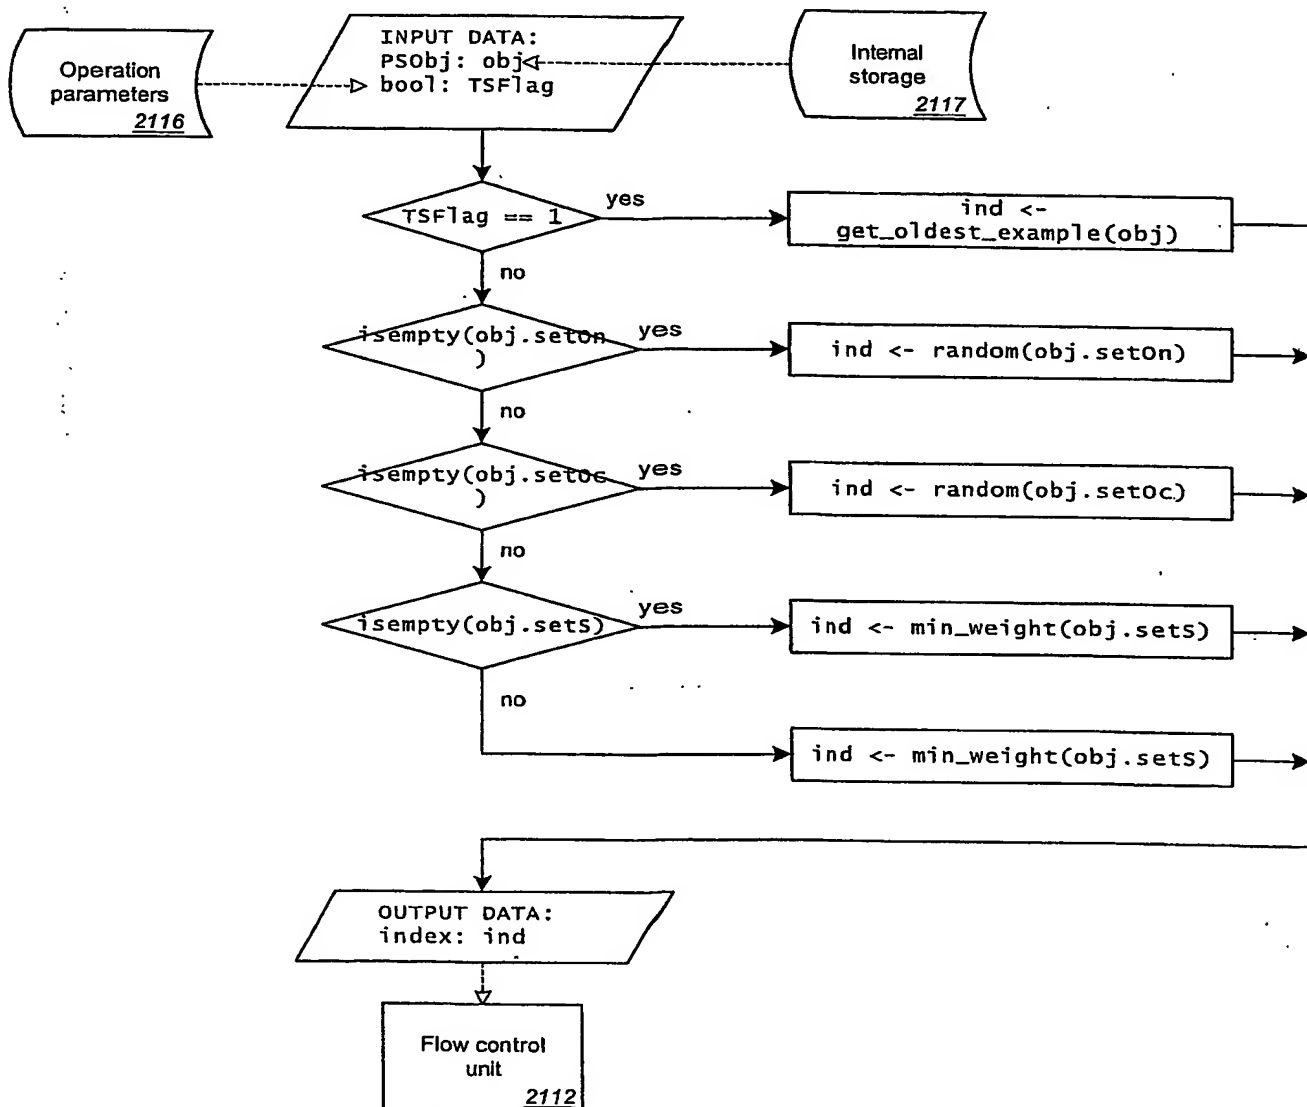 Operation
parameters
2116
INPUT DATA:
PSObj: obj
bool: TSFlag
Internal
storage
2117
TSFlag == 1
yes
ind <-
get_oldest_example(obj)
no
isempty(obj.setOn
)
yes
ind <- random(obj.setOn)
no
isempty(obj.setOc
)
yes
ind <- random(obj.setOc)
no
isempty(obj.setS)
yes
ind <- min_weight(obj.setS)
no
ind <- min_weight(obj.setS)
OUTPUT DATA:
index: ind
Flow control
unit
2112